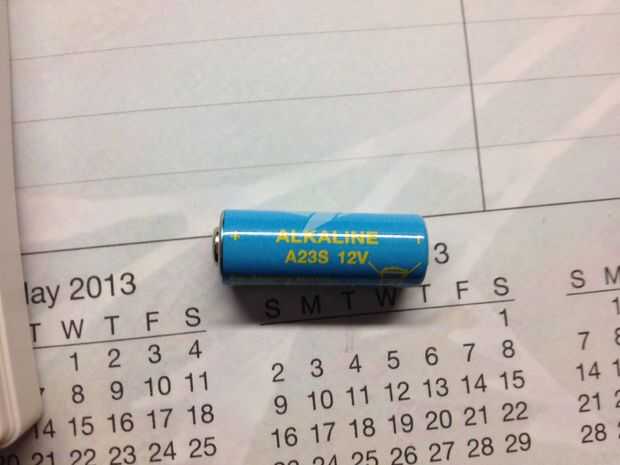 + ALKALINE
A23S 12V
ay 2013
T W T F S
1 2 3 4
8 9 10 11
14 15 16 17 18
21 22 23 24 25
3
S M T W T F S
1
2 3 4 5 6 7 8
9 10 11 12 13 14 15
16 17 18 19 20 21 22
24 25 26 27 28 29
S M
1
7 8
14
21
28